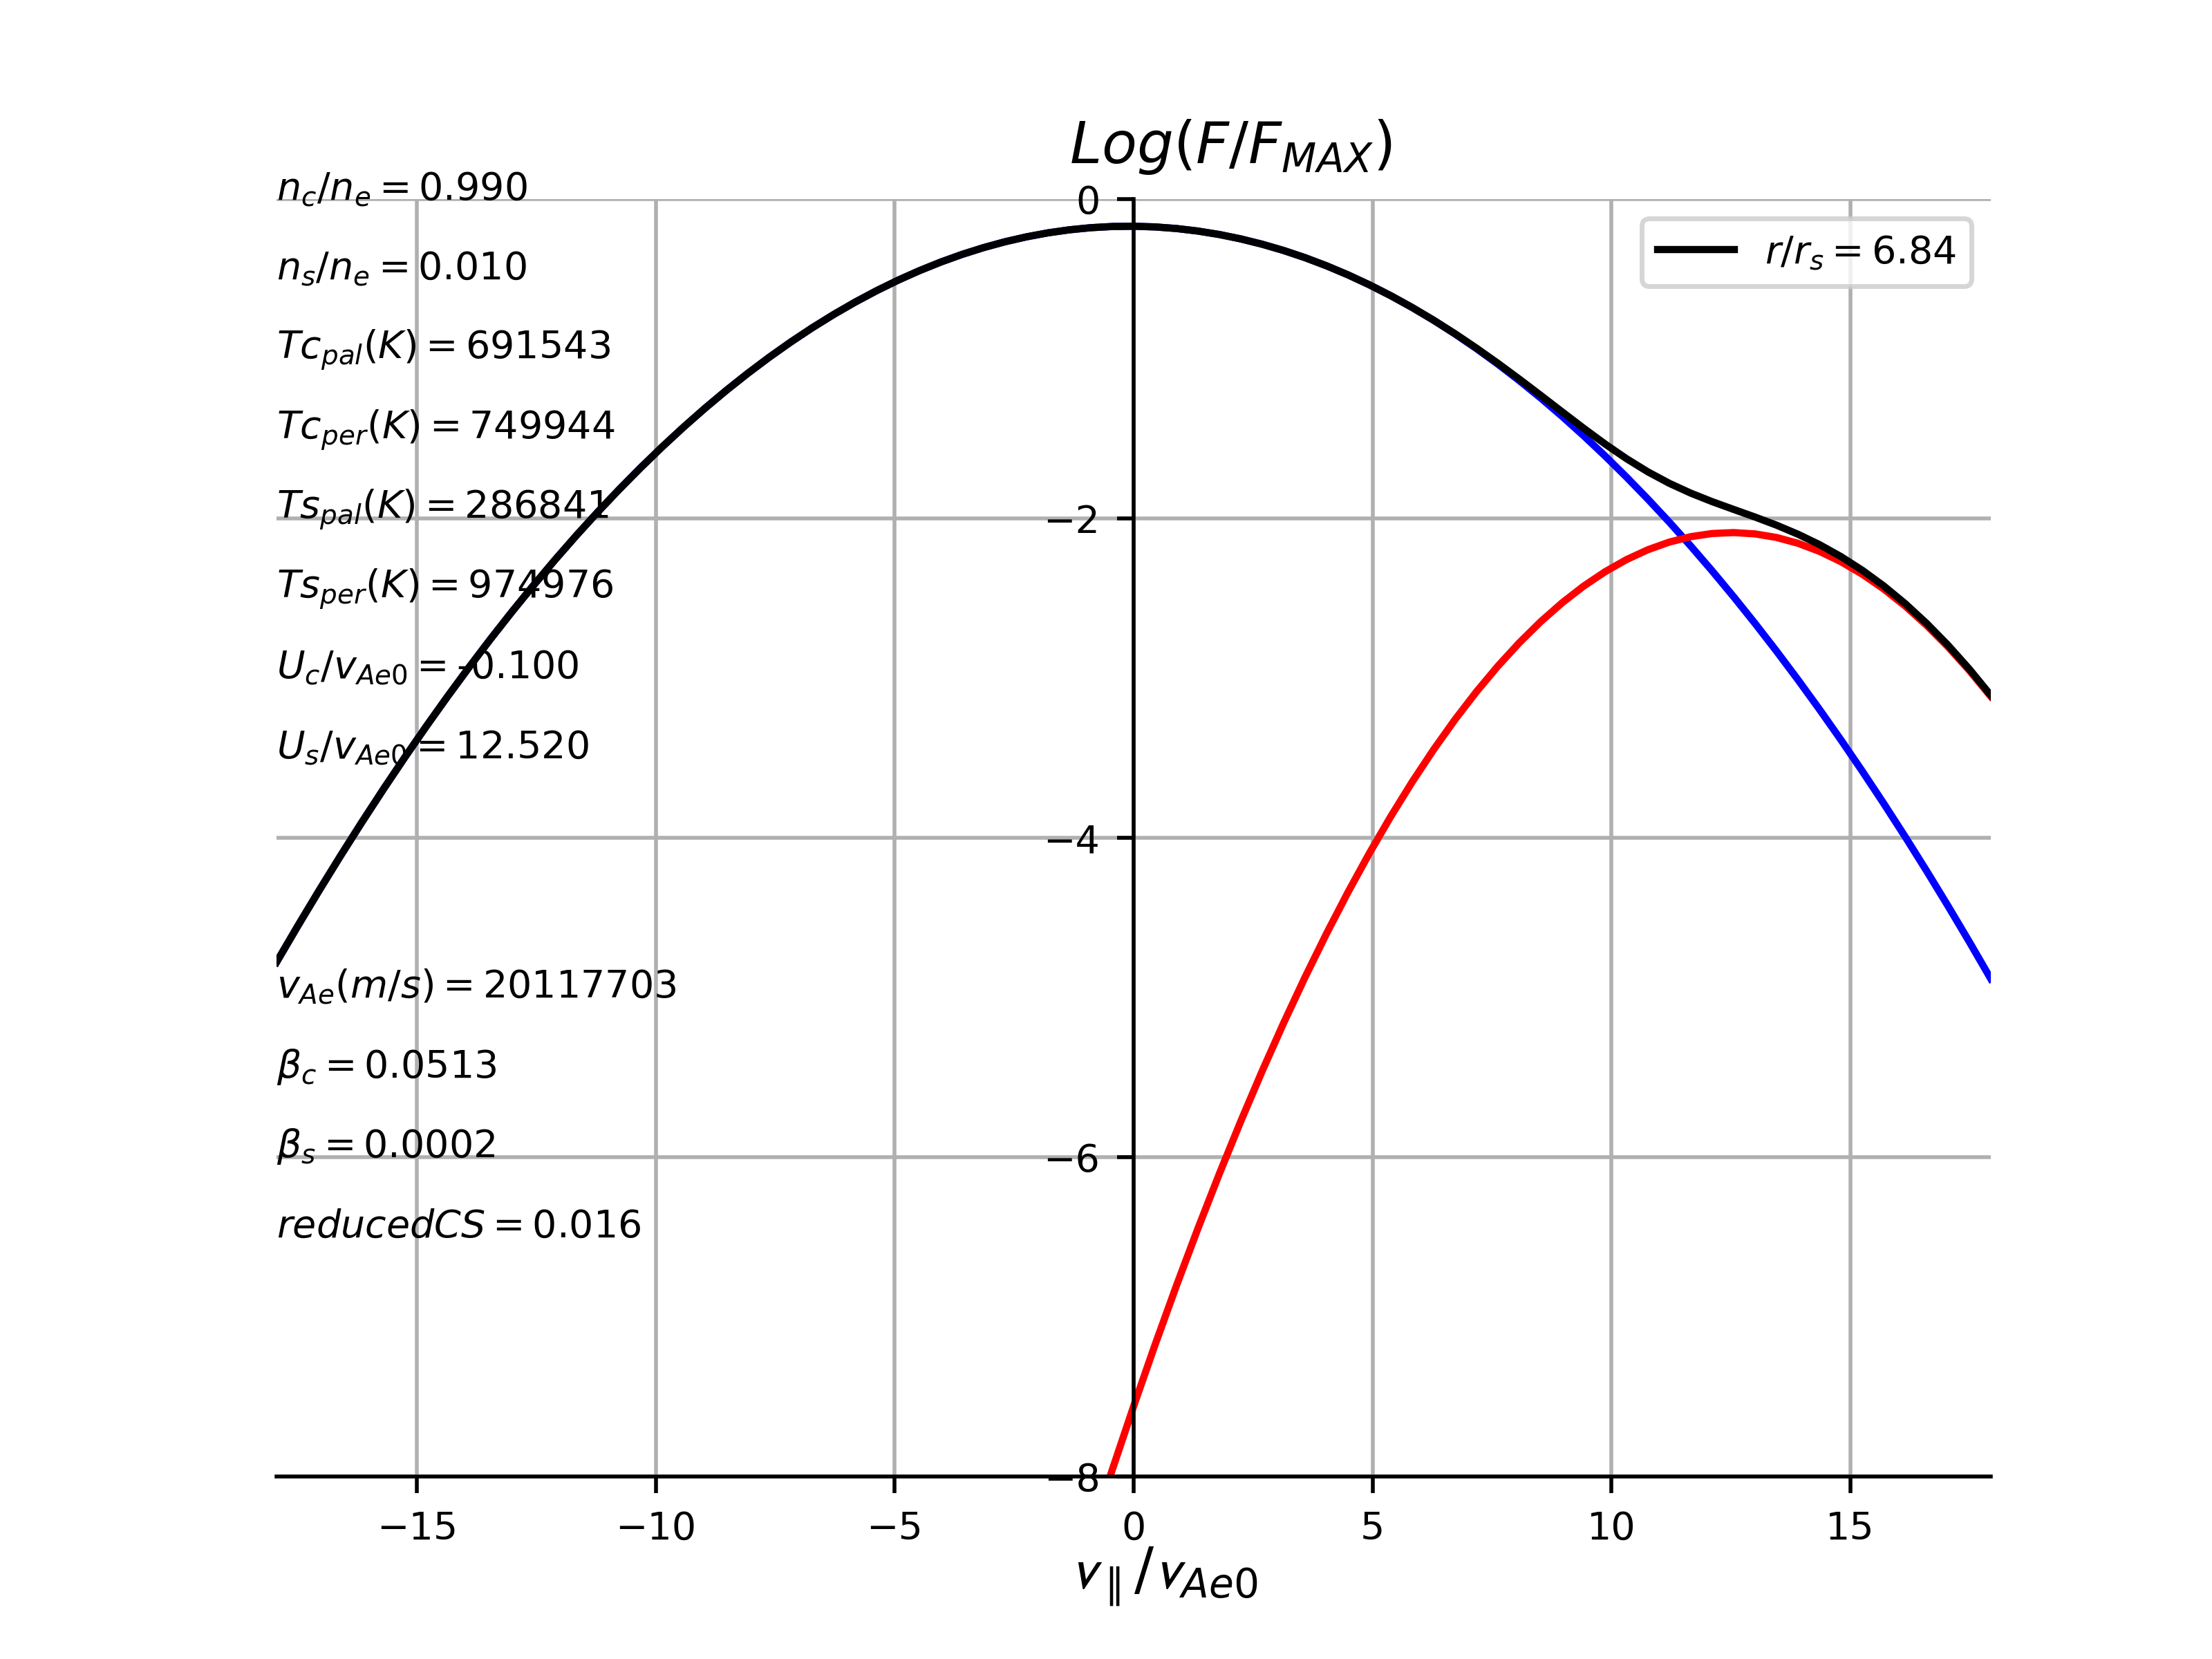 Log(F/F_MAX)
n_c/n_e = 0.990
n_s/n_e = 0.010
Tc_pal(K) = 691543
Tc_per(K) = 749944
Ts_pal(K) = 286841
Ts_per(K) = 974976
U_c/v_Ae0 = -0.100
U_s/v_Ae0 = 12.520
v_Ae(m/s) = 20117703
β_c = 0.0513
β_s = 0.0002
reducedCS = 0.016
r/r_s = 6.84
0
−2
−4
−6
−8
−15 −10 −5 0 5 10 15
v_∥/v_Ae0